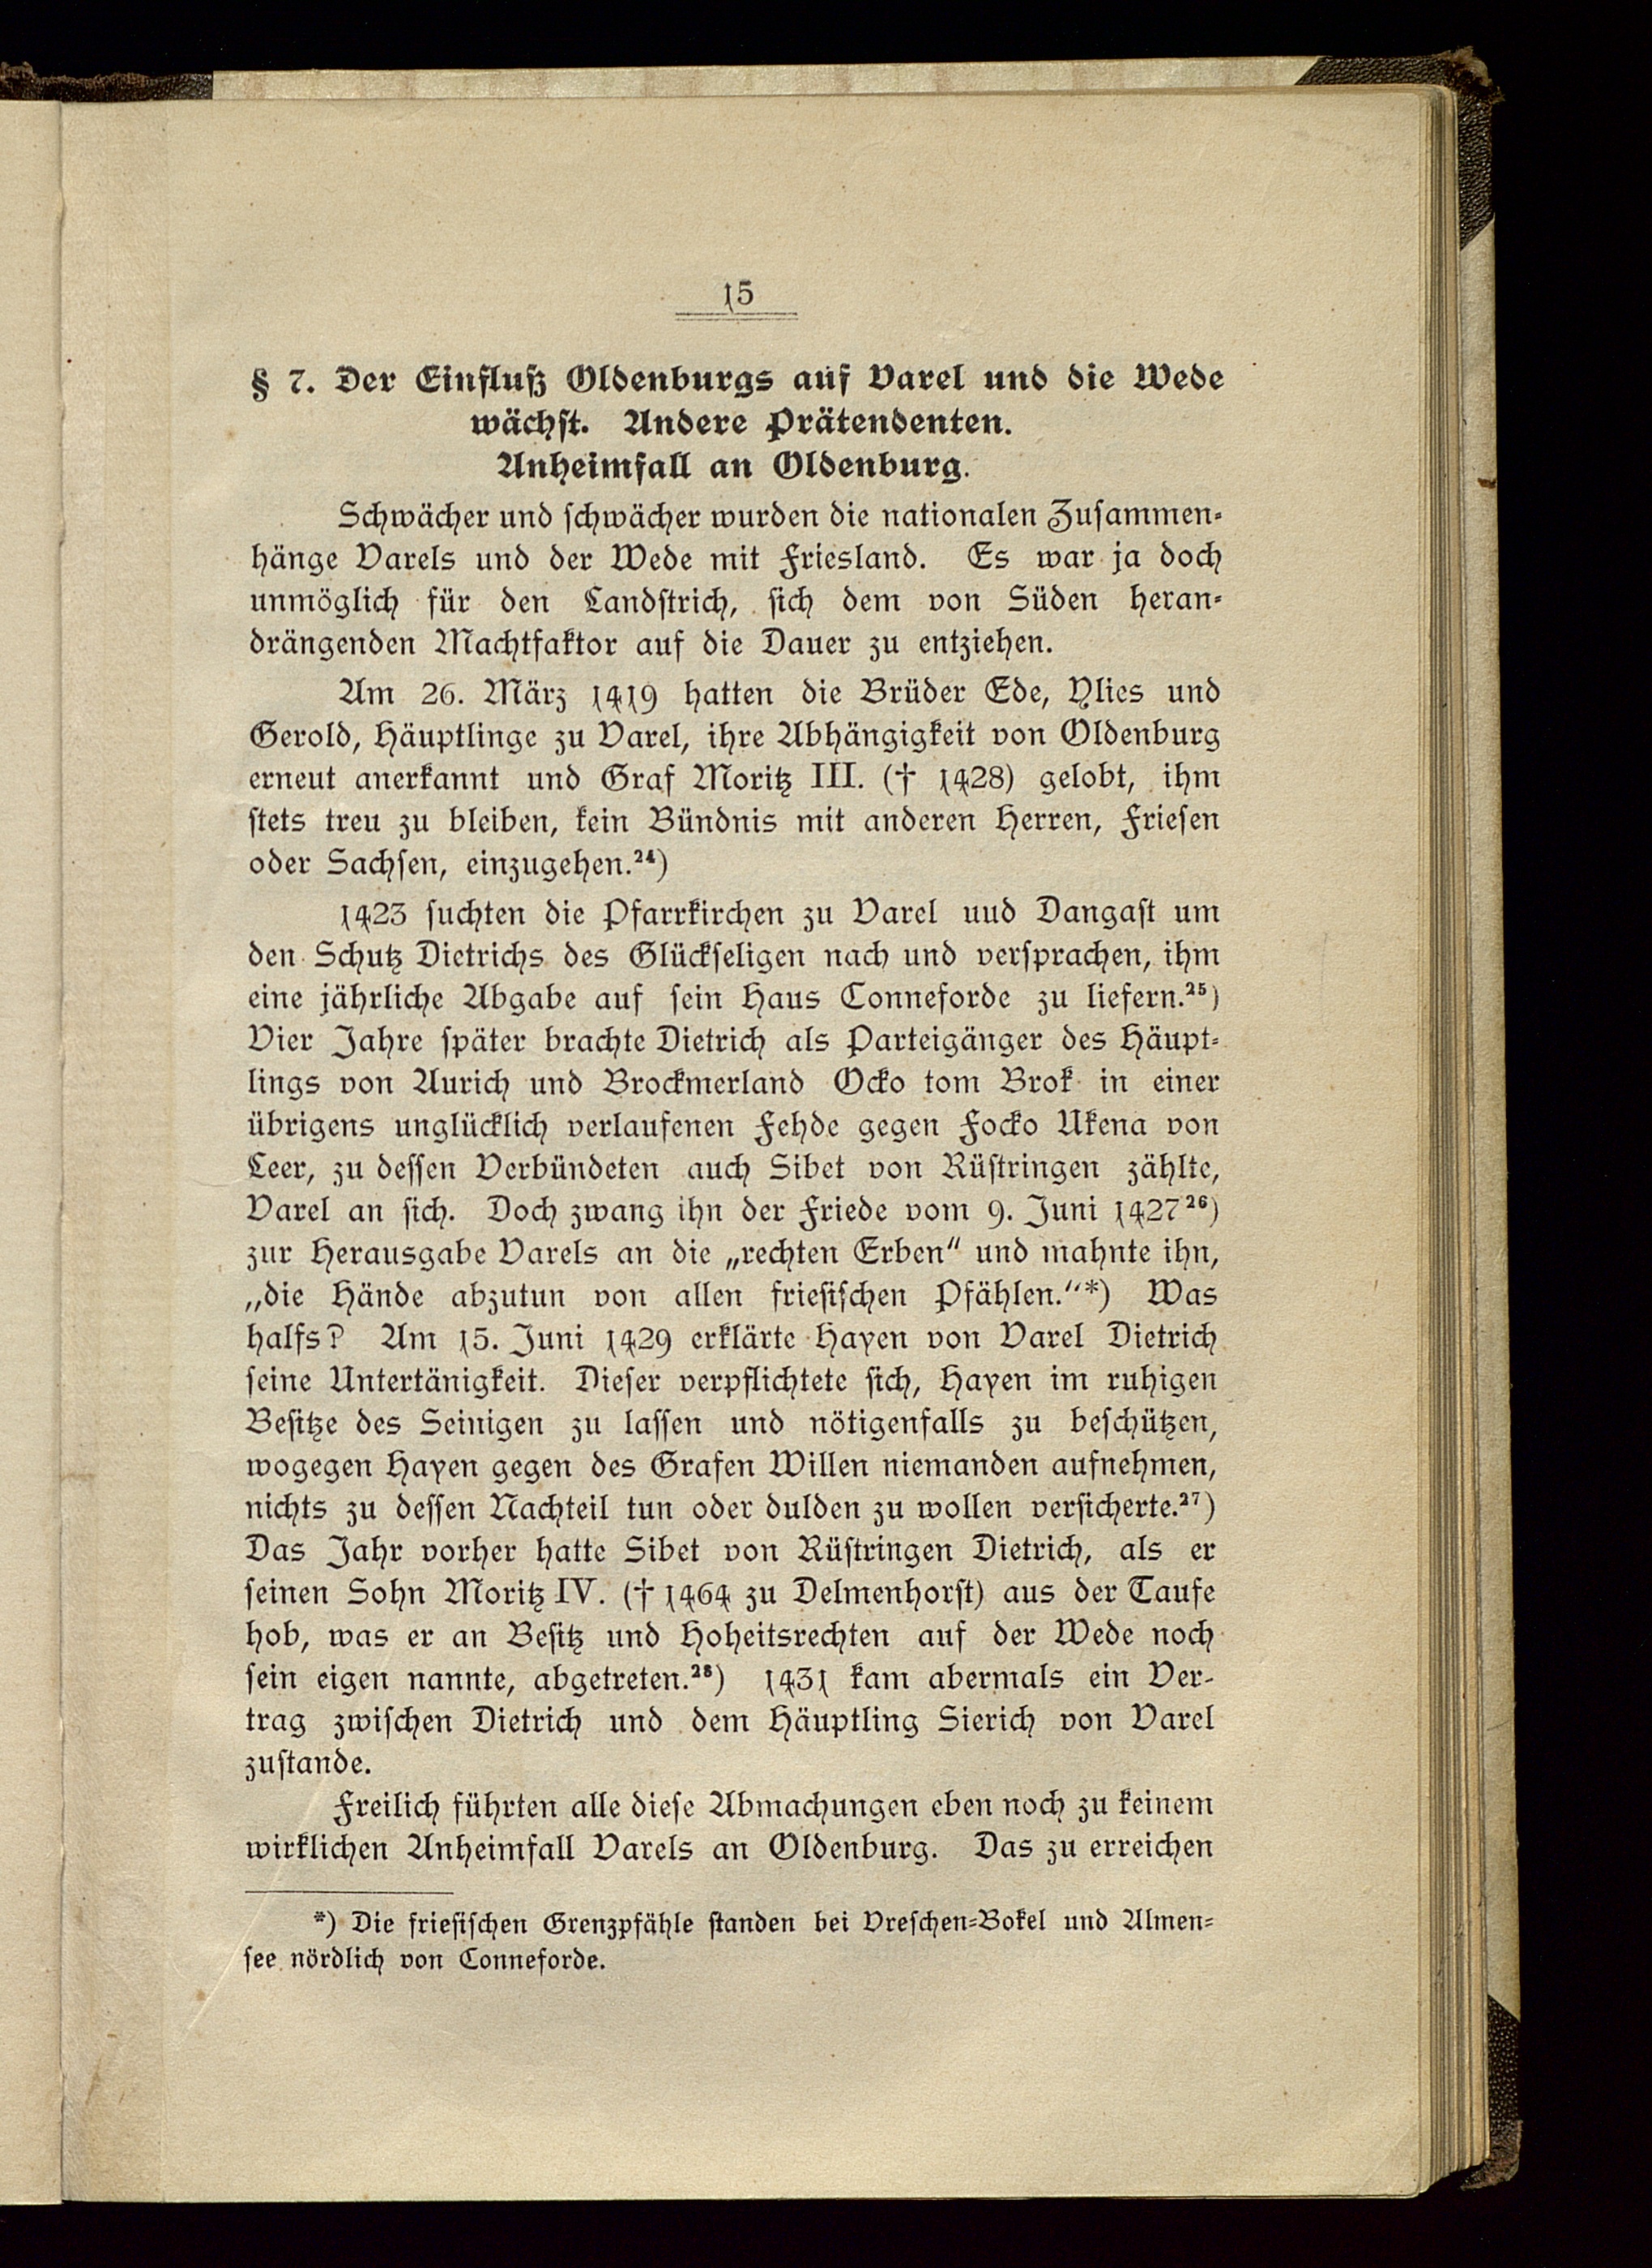 15
§ 7. Der Einfluß Oldenburgs auf Varel und die Wede
wächst. Andere Prätendenten.
Anheimfall an Oldenburg.
Schwächer und schwächer wurden die nationalen Zusammen-
hänge Varels und der Wede mit Friesland. Es war ja doch
unmöglich für den Landstrich, sich dem von Süden heran-
drängenden Machtfaktor auf die Dauer zu entziehen.
Am 26. März 1419 hatten die Brüder Ede, Ylies und
Gerold, Häuptlinge zu Varel, ihre Abhängigkeit von Oldenburg
erneut anerkannt und Graf Moritz III. († 1428) gelobt, ihm
stets treu zu bleiben, kein Bündnis mit anderen Herren, Friesen
oder Sachsen, einzugehen.²⁴)
1423 suchten die Pfarrkirchen zu Varel uud Dangast um
den Schutz Dietrichs des Glückseligen nach und versprachen, ihm
eine jährliche Abgabe auf sein Haus Conneforde zu liefern.²⁵)
Vier Jahre später brachte Dietrich als Parteigänger des Häupt-
lings von Aurich und Brockmerland Ocko tom Brok in einer
übrigens unglücklich verlaufenen Fehde gegen Focko Ukena von
Leer, zu dessen Verbündeten auch Sibet von Rüstringen zählte,
Varel an sich. Doch zwang ihn der Friede vom 9. Juni 1427²⁶)
zur Herausgabe Varels an die „rechten Erben“ und mahnte ihn,
„die Hände abzutun von allen friesischen Pfählen.“*) Was
halfs? Am 15. Juni 1429 erklärte Hayen von Varel Dietrich
seine Untertänigkeit. Dieser verpflichtete sich, Hayen im ruhigen
Besitze des Seinigen zu lassen und nötigenfalls zu beschützen,
wogegen Hayen gegen des Grafen Willen niemanden aufnehmen,
nichts zu dessen Nachteil tun oder dulden zu wollen versicherte.²⁷)
Das Jahr vorher hatte Sibet von Rüstringen Dietrich, als er
seinen Sohn Moritz IV. († 1464 zu Delmenhorst) aus der Taufe
hob, was er an Besitz und Hoheitsrechten auf der Wede noch
sein eigen nannte, abgetreten.²⁸) 1431 kam abermals ein Ver-
trag zwischen Dietrich und dem Häuptling Sierich von Varel
zustande.
Freilich führten alle diese Abmachungen eben noch zu keinem
wirklichen Anheimfall Varels an Oldenburg. Das zu erreichen
*) Die friesischen Grenzpfähle standen bei Vreschen-Bokel und Almen-
see nördlich von Conneforde.